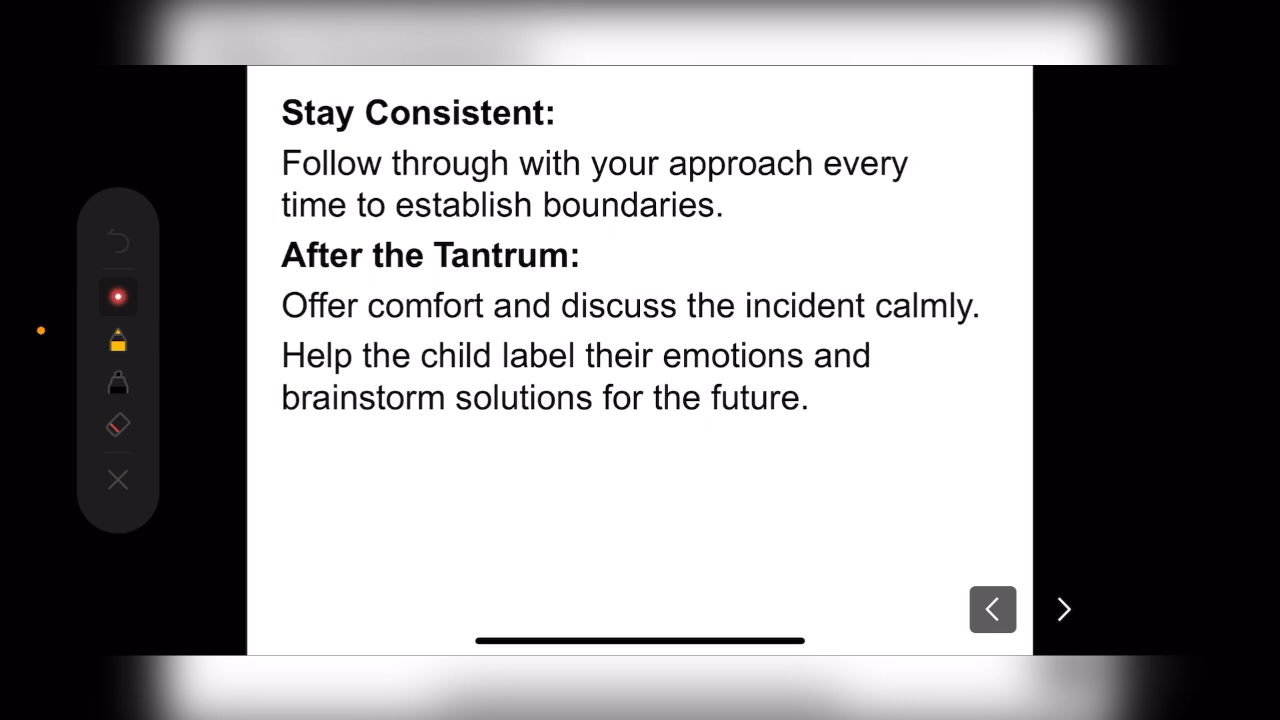 Stay Consistent:
Follow through with your approach every
time to establish boundaries.
After the Tantrum:
Offer comfort and discuss the incident calmly.
Help the child label their emotions and
brainstorm solutions for the future.